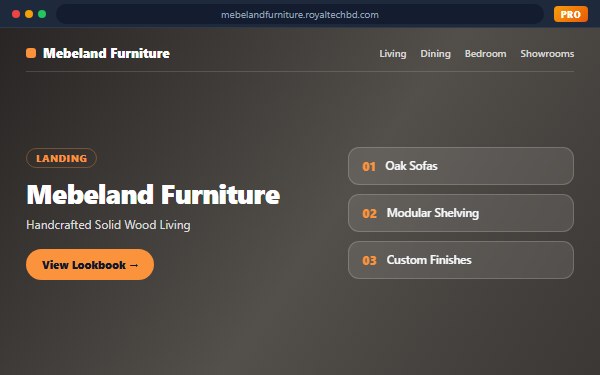 mebelandfurniture.royaltechbd.com
PRO
Mebeland Furniture
Living Dining Bedroom Showrooms
LANDING
Mebeland Furniture
Handcrafted Solid Wood Living
View Lookbook →
01 Oak Sofas
02 Modular Shelving
03 Custom Finishes